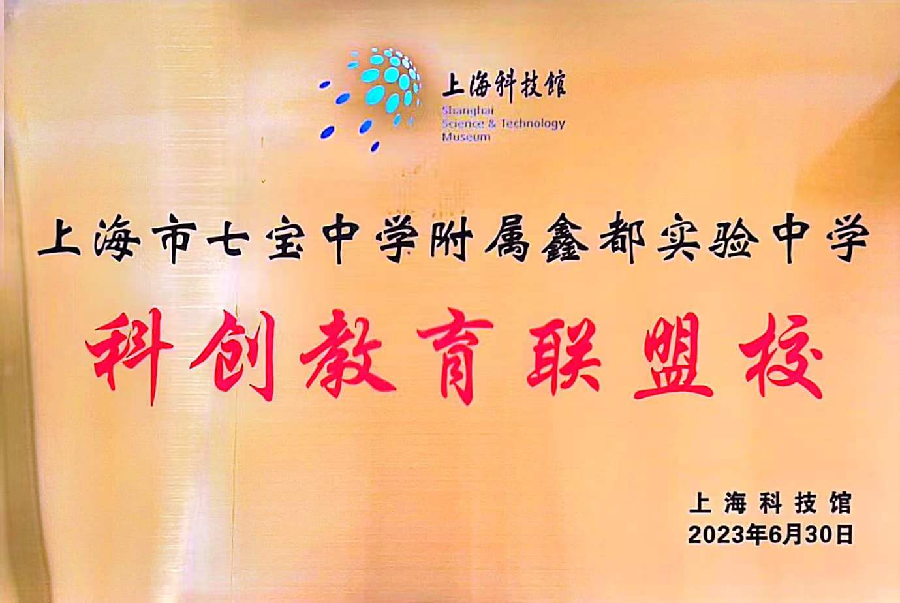 上海科技馆
Shanghai
Science & Technology
Museum
上海市七宝中学附属鑫都实验中学
科创教育联盟校
上海科技馆
2023年6月30日